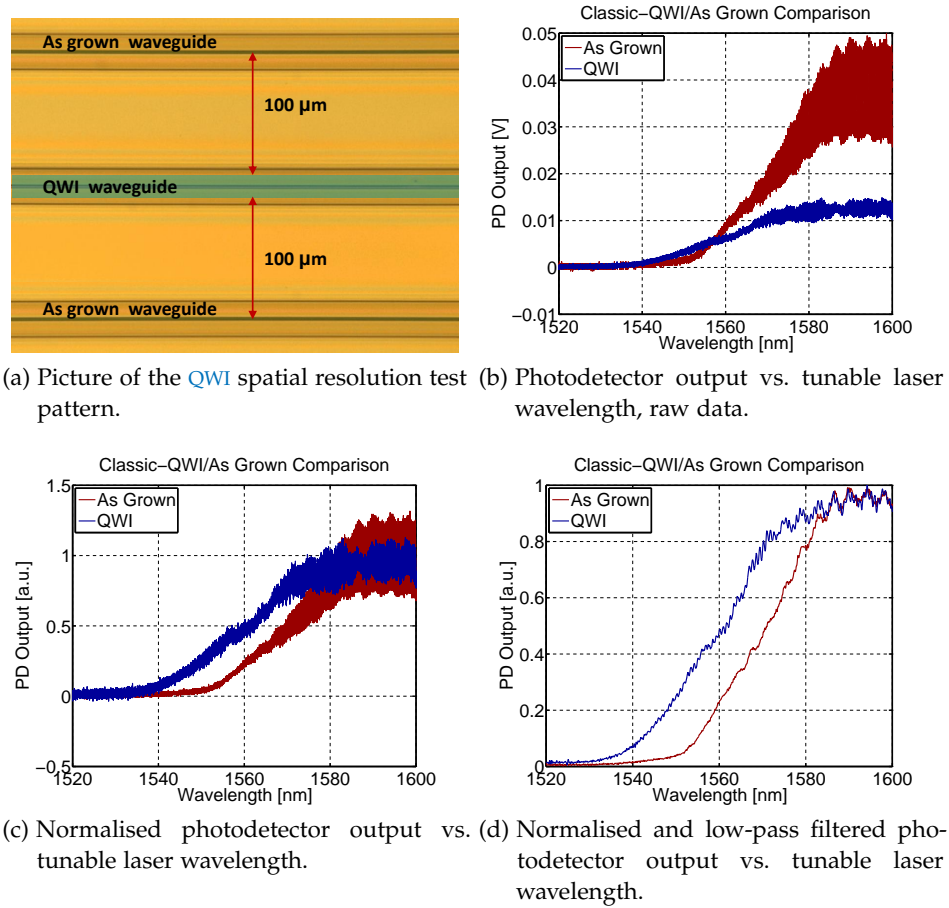 As grown waveguide
100 µm
QWI waveguide
100 µm
As grown waveguide
(a) Picture of the QWI spatial resolution test
pattern.
Classic−QWI/As Grown Comparison
As Grown
QWI
PD Output [V]
0.05
0.04
0.03
0.02
0.01
0
−0.01
1520 1540 1560 1580 1600
Wavelength [nm]
(b) Photodetector output vs. tunable laser
wavelength, raw data.
Classic−QWI/As Grown Comparison
As Grown
QWI
PD Output [a.u.]
1.5
1
0.5
0
−0.5
1520 1540 1560 1580 1600
Wavelength [nm]
(c) Normalised photodetector output vs.
tunable laser wavelength.
Classic−QWI/As Grown Comparison
As Grown
QWI
PD Output [a.u.]
1
0.8
0.6
0.4
0.2
0
1520 1540 1560 1580 1600
Wavelength [nm]
(d) Normalised and low-pass filtered pho-
todetector output vs. tunable laser
wavelength.